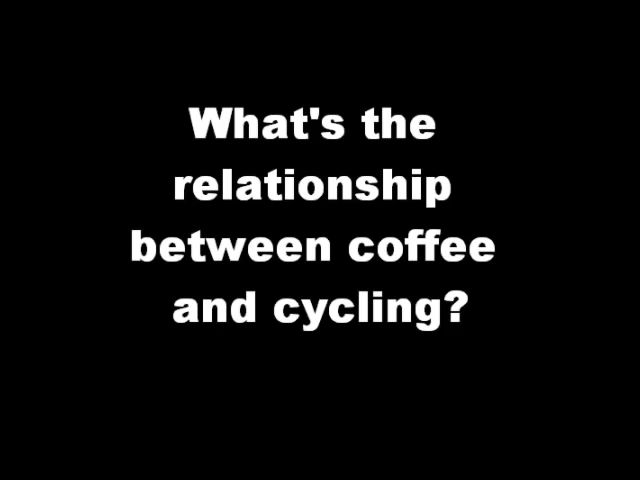 What's the
relationship
between coffee
and cycling?